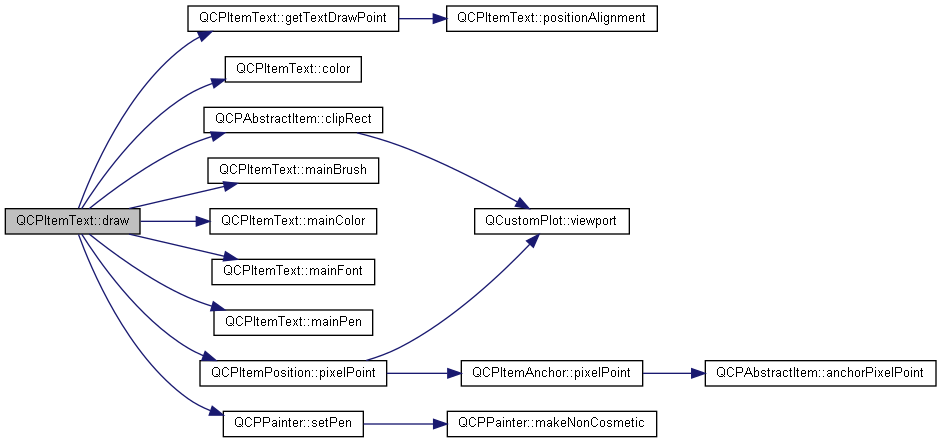 QCPItemText::getTextDrawPoint
QCPItemText::positionAlignment
QCPItemText::color
QCPAbstractItem::clipRect
QCPItemText::mainBrush
QCPItemText::draw
QCPItemText::mainColor
QCustomPlot::viewport
QCPItemText::mainFont
QCPItemText::mainPen
QCPItemPosition::pixelPoint
QCPItemAnchor::pixelPoint
QCPAbstractItem::anchorPixelPoint
QCPPainter::setPen
QCPPainter::makeNonCosmetic